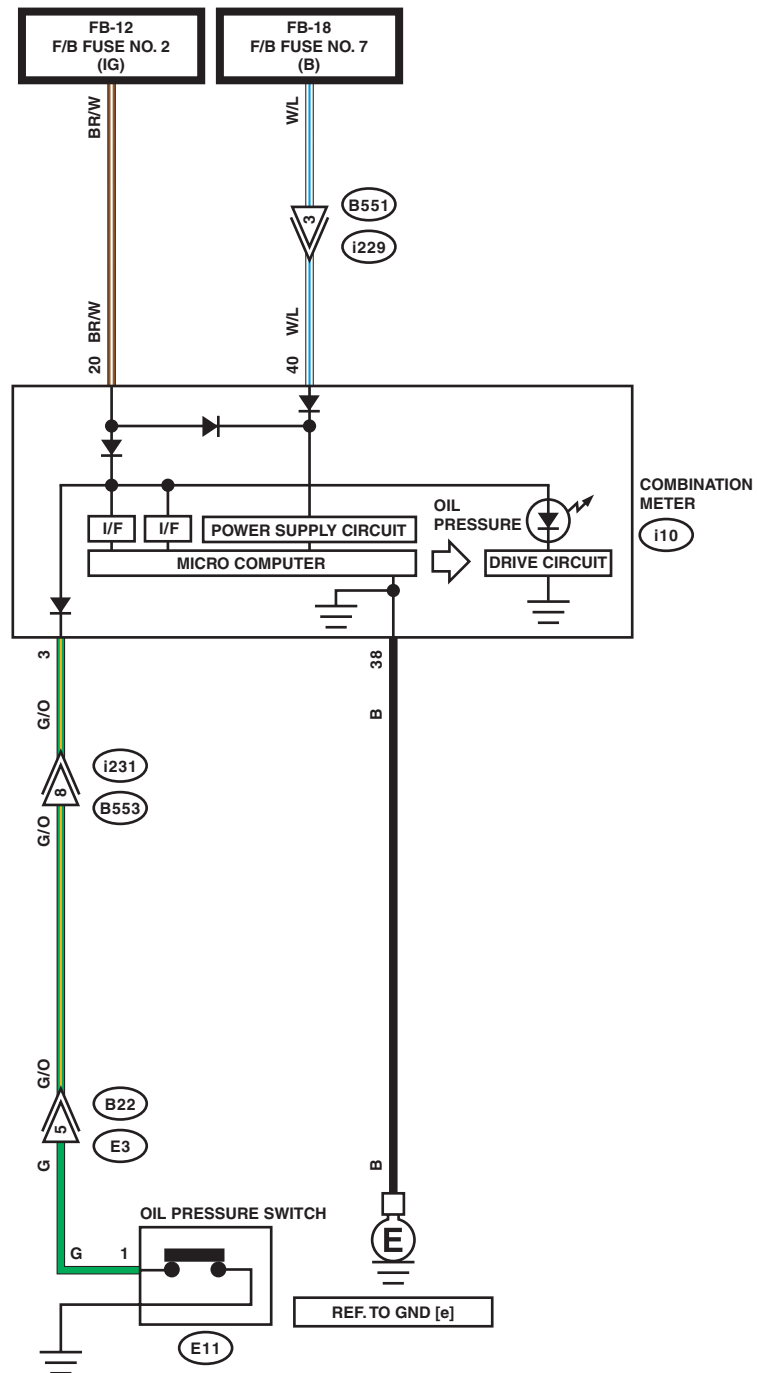 FB-12
F/B FUSE NO. 2
(IG)
FB-18
F/B FUSE NO. 7
(B)
BR/W
W/L
3
B551
i229
BR/W
20
W/L
40
COMBINATION
METER
i10
OIL
PRESSURE
I/F
I/F
POWER SUPPLY CIRCUIT
MICRO COMPUTER
DRIVE CIRCUIT
3
38
G/O
B
8
i231
B553
G/O
G/O
5
B22
E3
G
B
OIL PRESSURE SWITCH
G
1
E
REF. TO GND [e]
E11